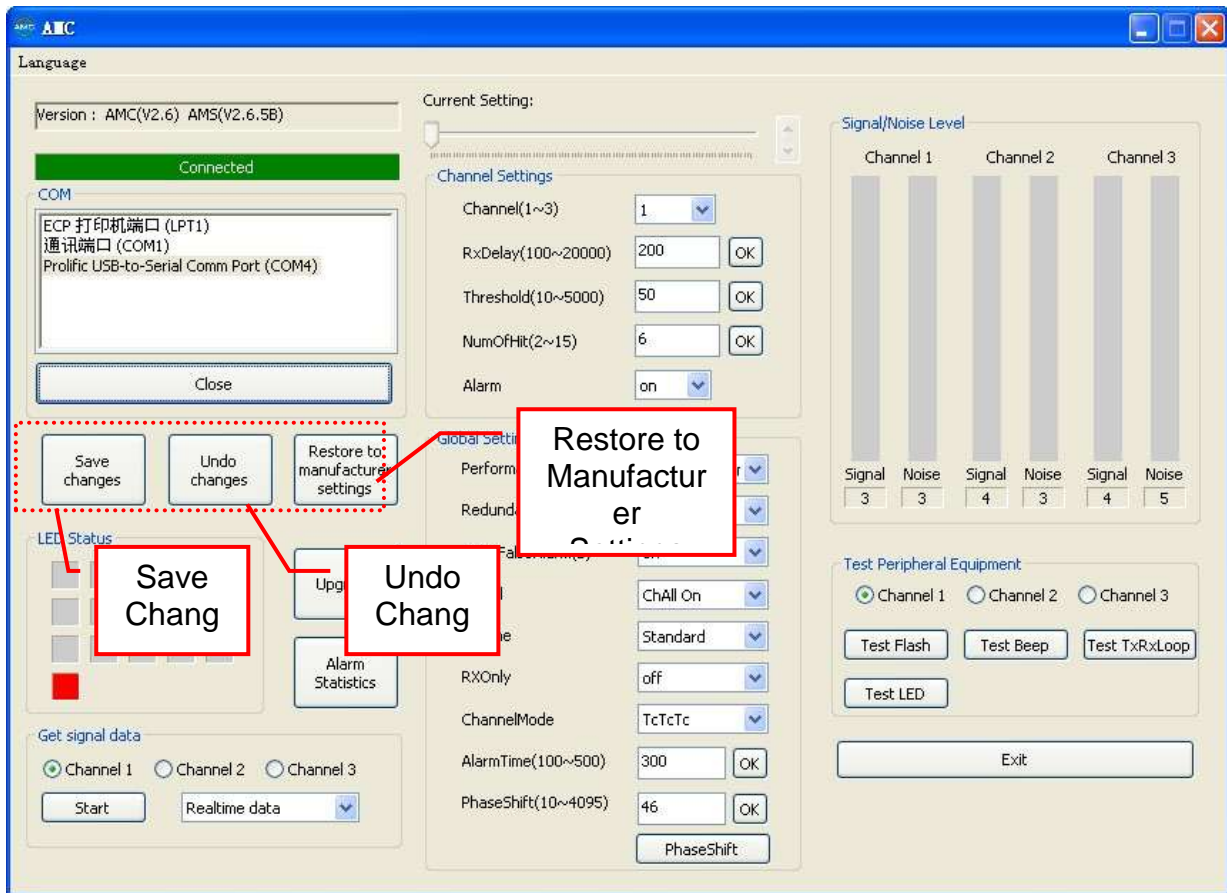 AMC
Language
Version : AMC(V2.6) AMS(V2.6.5B)
Connected
COM
ECP 打印机端口 (LPT1)
通讯端口 (COM1)
Prolific USB-to-Serial Comm Port (COM4)
Close
Save
changes
Undo
changes
Restore to
manufacturer
settings
LED Status
Save
Chang
Undo
Chang
Alarm
Statistics
Get signal data
Channel 1
Channel 2
Channel 3
Start
Realtime data
Current Setting:
Channel Settings
Channel(1~3)
1
RxDelay(100~20000)
200
OK
Threshold(10~5000)
50
OK
NumOfHit(2~15)
6
OK
Alarm
on
Restore to
Manufactur
er
ChAll On
Standard
RXOnly
off
ChannelMode
TcTcTc
AlarmTime(100~500)
300
OK
PhaseShift(10~4095)
46
OK
PhaseShift
Signal/Noise Level
Channel 1
Channel 2
Channel 3
Signal
Noise
Signal
Noise
Signal
Noise
3
3
4
3
4
5
Test Peripheral Equipment
Channel 1
Channel 2
Channel 3
Test Flash
Test Beep
Test TxRxLoop
Test LED
Exit